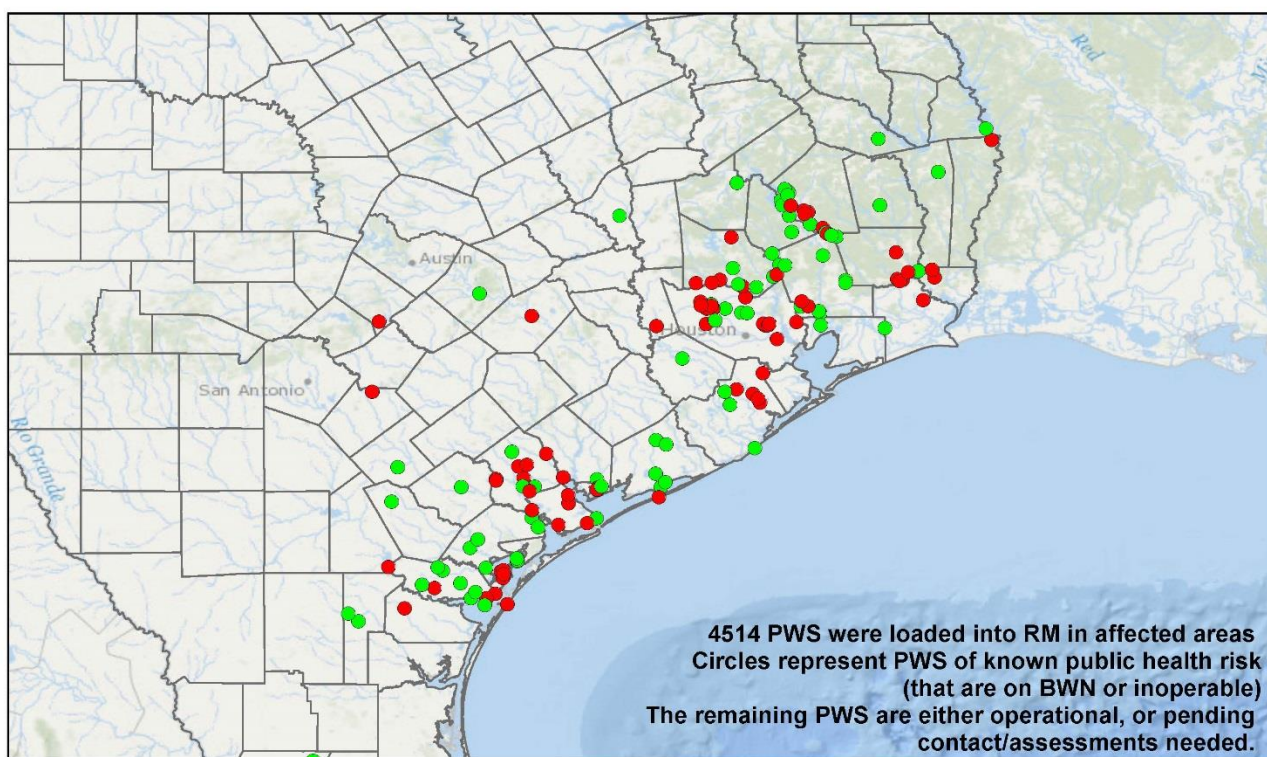 Red
Mi
Austin
Houston
San Antonio
Rio Grande
4514 PWS were loaded into RM in affected areas
Circles represent PWS of known public health risk
(that are on BWN or inoperable)
The remaining PWS are either operational, or pending
contact/assessments needed.